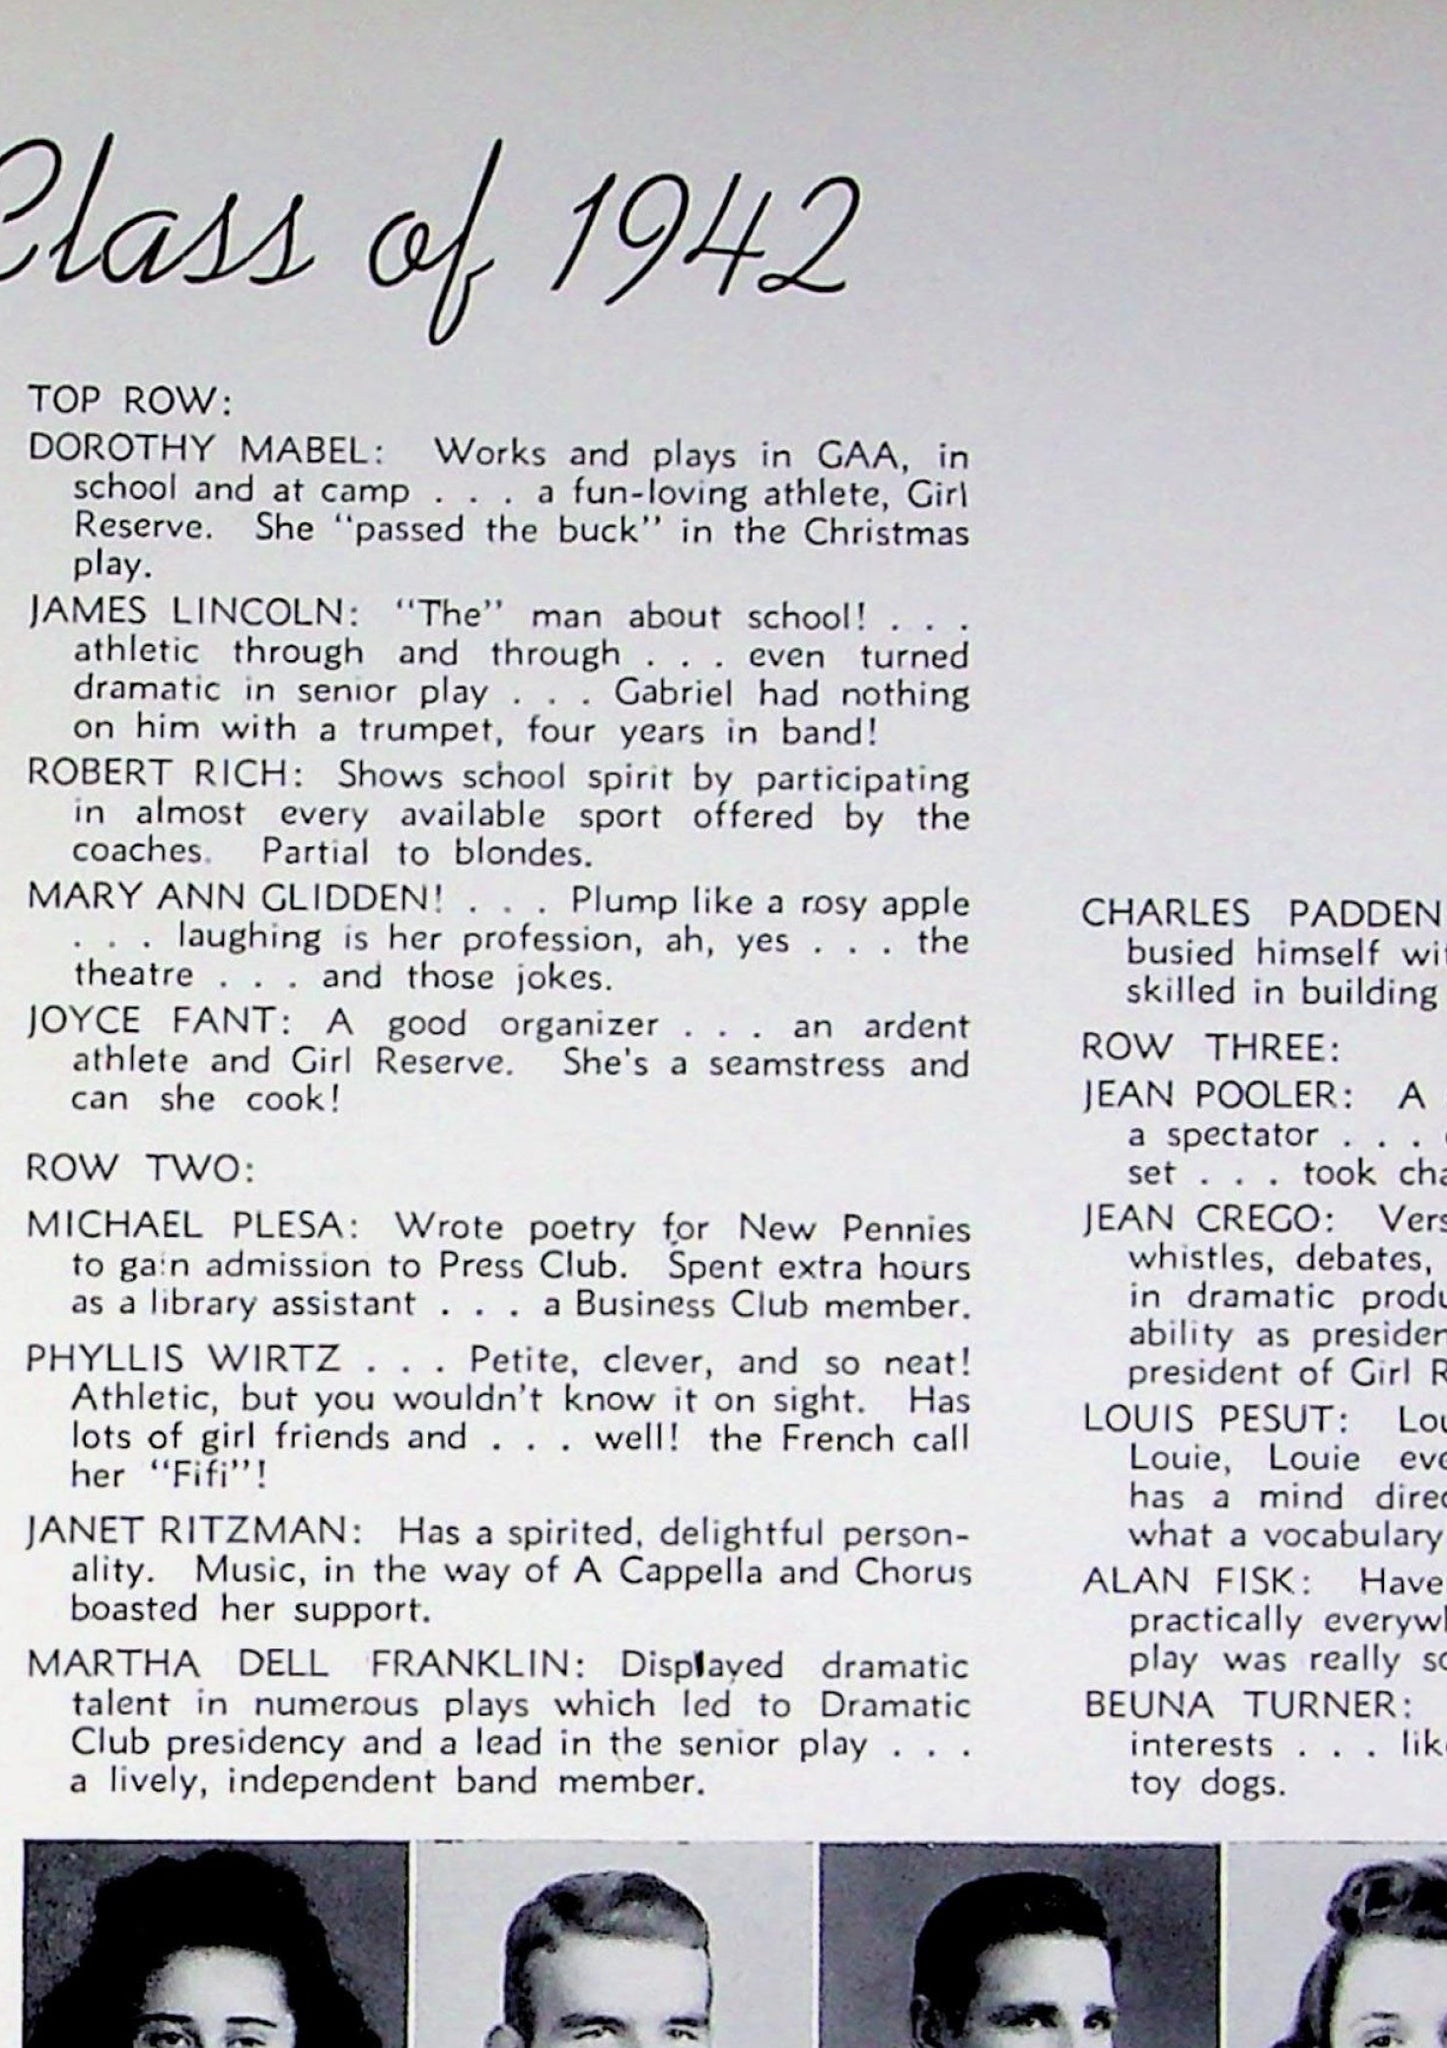 Class of 1942
TOP ROW:
DOROTHY MABEL: Works and plays in GAA, in
school and at camp . . . a fun-loving athlete, Girl
Reserve. She "passed the buck" in the Christmas
play.
JAMES LINCOLN: "The" man about school! . . .
athletic through and through . . . even turned
dramatic in senior play . . . Gabriel had nothing
on him with a trumpet, four years in band!
ROBERT RICH: Shows school spirit by participating
in almost every available sport offered by the
coaches. Partial to blondes.
MARY ANN GLIDDEN! . . . Plump like a rosy apple
. . . laughing is her profession, ah, yes . . . the
theatre . . . and those jokes.
JOYCE FANT: A good organizer . . . an ardent
athlete and Girl Reserve. She's a seamstress and
can she cook!
ROW TWO:
MICHAEL PLESA: Wrote poetry for New Pennies
to gain admission to Press Club. Spent extra hours
as a library assistant . . . a Business Club member.
PHYLLIS WIRTZ . . . Petite, clever, and so neat!
Athletic, but you wouldn't know it on sight. Has
lots of girl friends and . . . well! the French call
her "Fifi"!
JANET RITZMAN: Has a spirited, delightful person-
ality. Music, in the way of A Cappella and Chorus
boasted her support.
MARTHA DELL FRANKLIN: Displayed dramatic
talent in numerous plays which led to Dramatic
Club presidency and a lead in the senior play . . .
a lively, independent band member.
CHARLES PADDEN
busied himself
skilled in building
ROW THREE:
JEAN POOLER: A
a spectator . . .
set . . . took
JEAN CREGO:
whistles, debates,
in dramatic
ability as
president of Girl
LOUIS PESUT:
Louie, Louie
has a mind
what a vocabulary
ALAN FISK: Have
practically
play was really
BEUNA TURNER:
interests . . .
toy dogs.